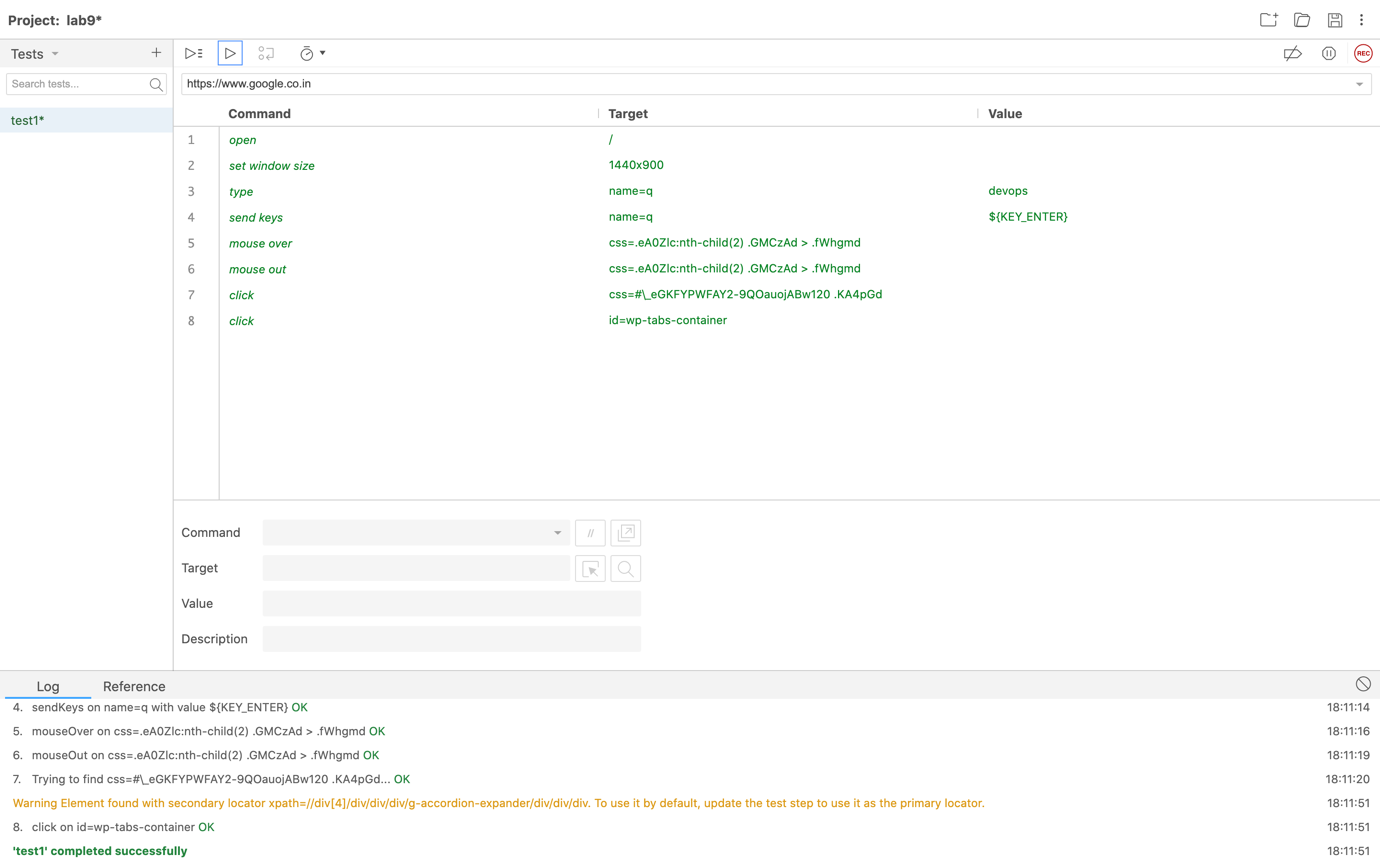 Project: lab9*
Tests
Search tests...
test1*
REC
https://www.google.co.in
Command Target Value
1 open /
2 set window size 1440x900
3 type name=q devops
4 send keys name=q ${KEY_ENTER}
5 mouse over css=.eA0Zlc:nth-child(2) .GMCzAd > .fWhgmd
6 mouse out css=.eA0Zlc:nth-child(2) .GMCzAd > .fWhgmd
7 click css=#\_eGKFYPWFAY2-9QOauojABw120 .KA4pGd
8 click id=wp-tabs-container
Command //
Target
Value
Description
Log Reference
4. sendKeys on name=q with value ${KEY_ENTER} OK 18:11:14
5. mouseOver on css=.eA0Zlc:nth-child(2) .GMCzAd > .fWhgmd OK 18:11:16
6. mouseOut on css=.eA0Zlc:nth-child(2) .GMCzAd > .fWhgmd OK 18:11:19
7. Trying to find css=#\_eGKFYPWFAY2-9QOauojABw120 .KA4pGd... OK 18:11:20
Warning Element found with secondary locator xpath=//div[4]/div/div/div/g-accordion-expander/div/div/div. To use it by default, update the test step to use it as the primary locator. 18:11:51
8. click on id=wp-tabs-container OK 18:11:51
'test1' completed successfully 18:11:51